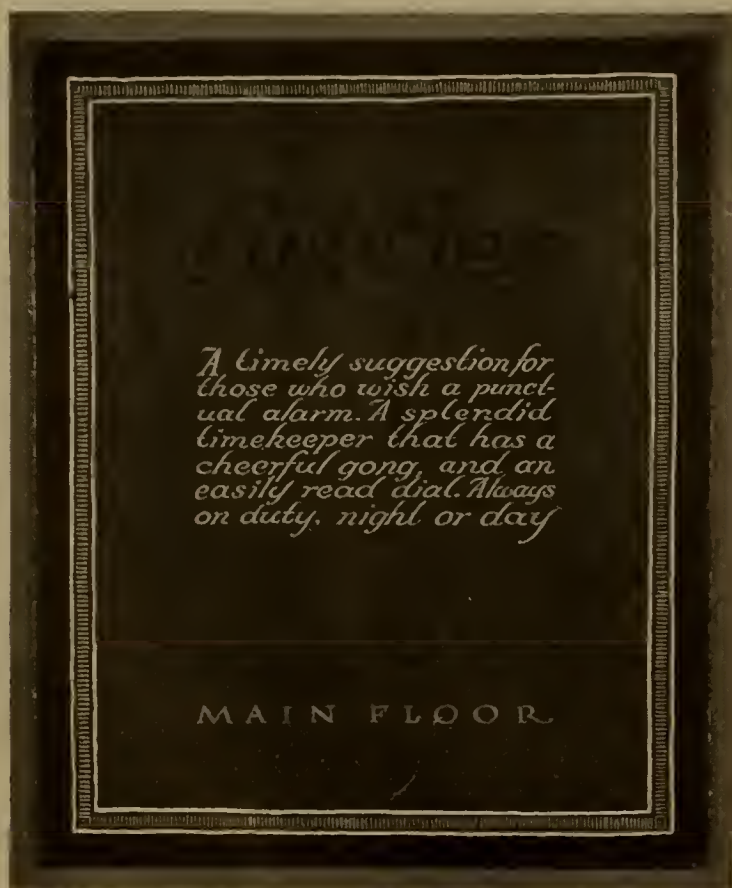 A timely suggestion for
those who wish a punct-
ual alarm. A splendid
timekeeper that has a
cheerful gong, and an
easily read dial. Always
on duty, night or day
MAIN FLOOR